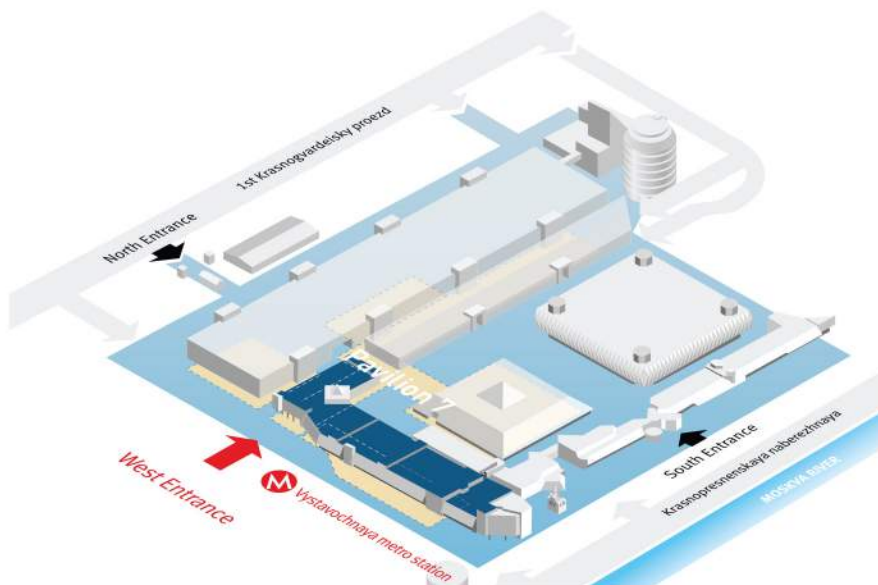 1st Krasnogvardeisky proezd
North Entrance
Pavilion 7
West Entrance
M
Vystavochnaya metro station
South Entrance
Krasnopresnenskaya naberezhnaya
MOSKVA RIVER